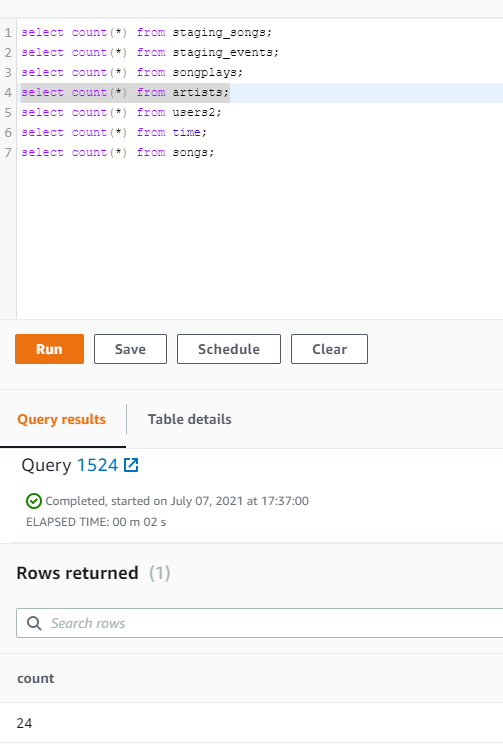 1 select count(*) from staging_songs;
2 select count(*) from staging_events;
3 select count(*) from songplays;
4 select count(*) from artists;
5 select count(*) from users2;
6 select count(*) from time;
7 select count(*) from songs;
Run Save Schedule Clear
Query results Table details
Query 1524
Completed, started on July 07, 2021 at 17:37:00
ELAPSED TIME: 00 m 02 s
Rows returned (1)
Search rows
count
24